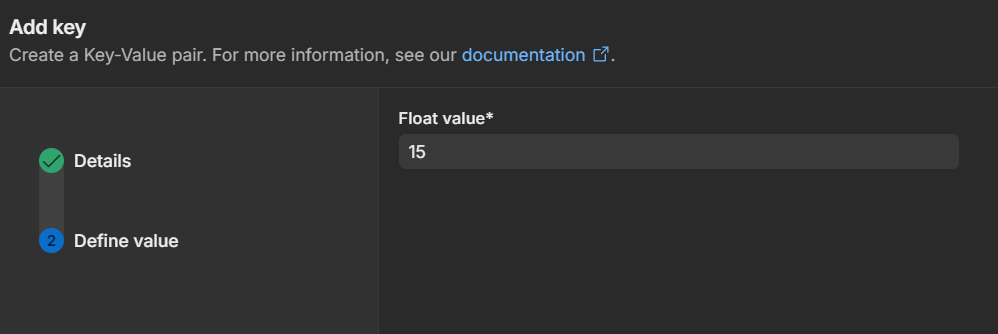 Add key
Create a Key-Value pair. For more information, see our documentation.
Float value*
15
Details
2 Define value